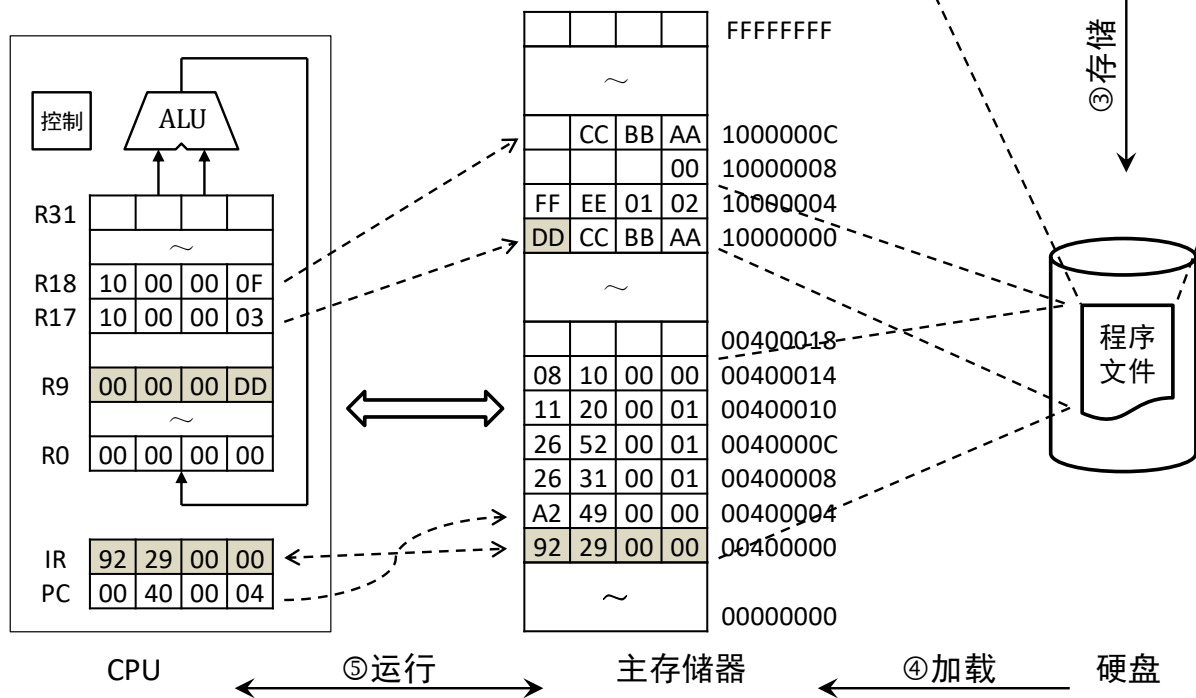 FFFFFFFF
~
③存储
控制
ALU
CC BB AA 1000000C
00 10000008
R31
FF EE 01 02 10000004
~
DD CC BB AA 10000000
R18 10 00 00 0F
R17 10 00 00 03
~
00400018
程序
文件
R9 00 00 00 DD
08 10 00 00 00400014
~
11 20 00 01 00400010
R0 00 00 00 00
26 52 00 01 0040000C
26 31 00 01 00400008
A2 49 00 00 00400004
IR 92 29 00 00
92 29 00 00 00400000
PC 00 40 00 04
~
00000000
CPU ⑤运行 主存储器 ④加载 硬盘